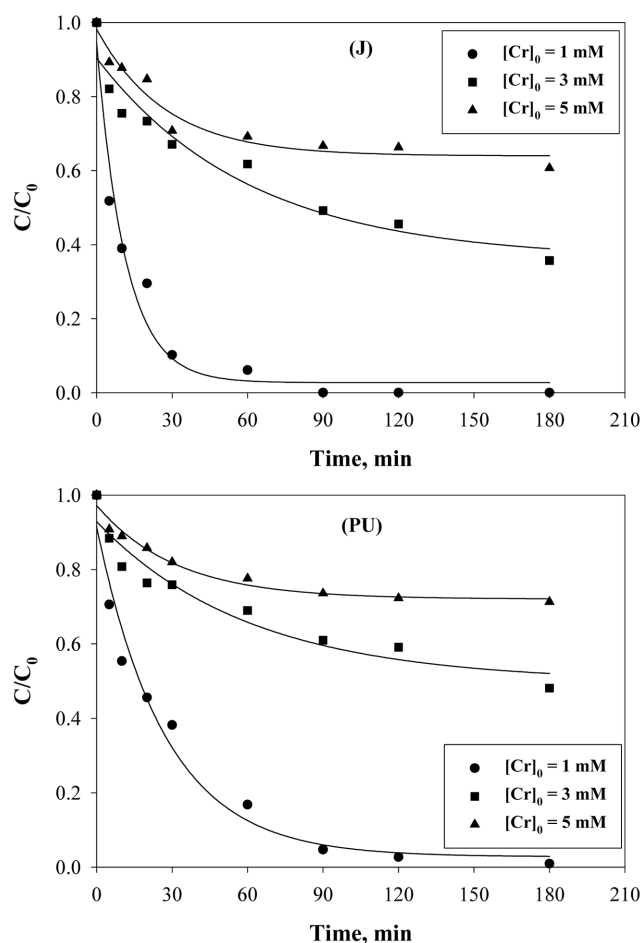 (J)
[Cr]₀ = 1 mM
[Cr]₀ = 3 mM
[Cr]₀ = 5 mM
C/C₀
1.0
0.8
0.6
0.4
0.2
0.0
0 30 60 90 120 150 180 210
Time, min
(PU)
[Cr]₀ = 1 mM
[Cr]₀ = 3 mM
[Cr]₀ = 5 mM
C/C₀
1.0
0.8
0.6
0.4
0.2
0.0
0 30 60 90 120 150 180 210
Time, min